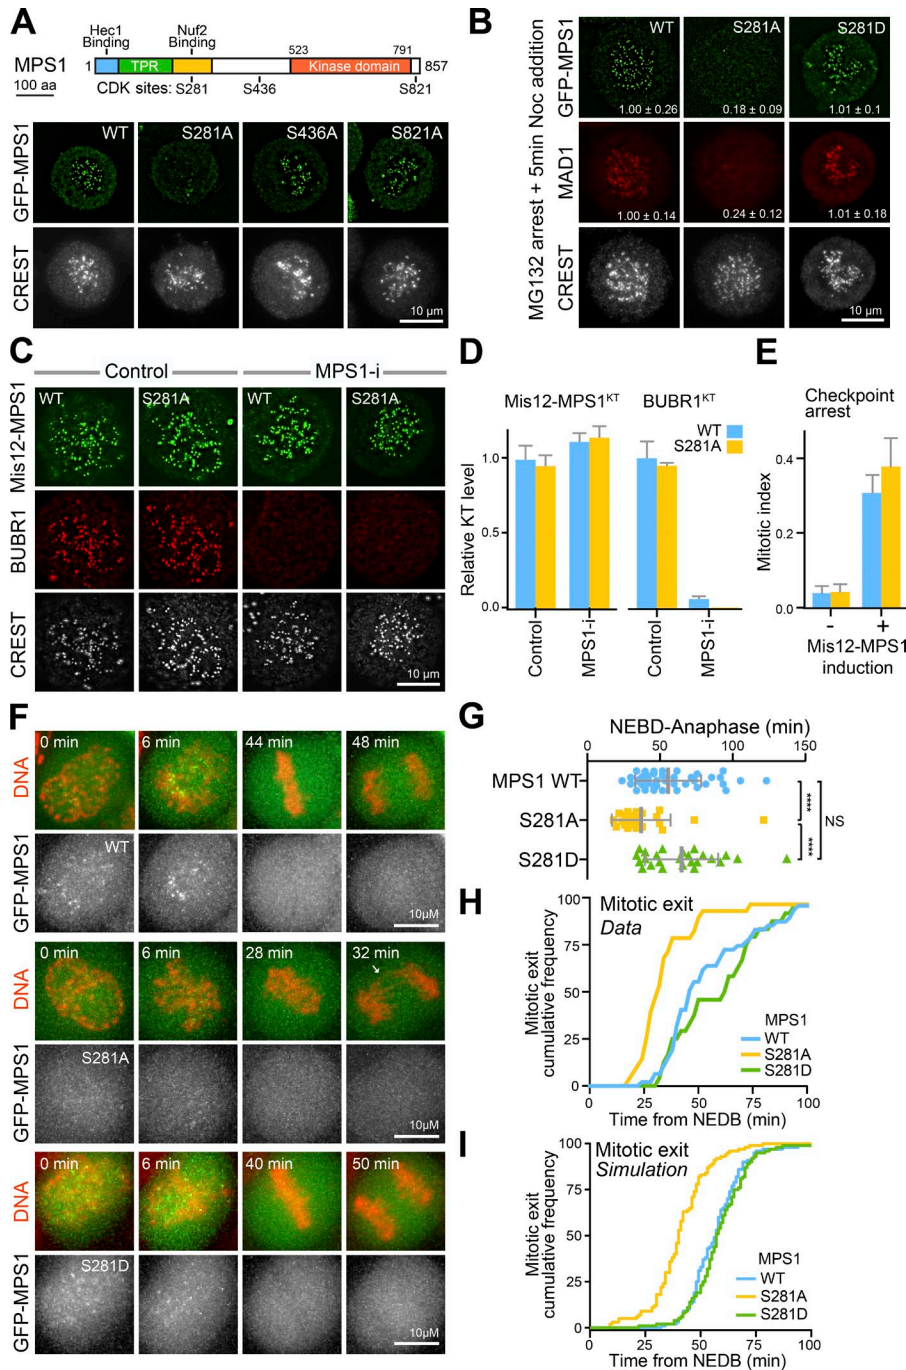 A
Hec1
Binding
Nuf2
Binding
523
791
MPS1
1
TPR
Kinase domain
857
100 aa
CDK sites: S281
S436
S821
GFP-MPS1
WT
S281A
S436A
S821A
CREST
10 µm
B
MG132 arrest + 5min Noc addition
GFP-MPS1
WT
S281A
S281D
1.00 ± 0.26
0.18 ± 0.09
1.01 ± 0.1
MAD1
1.00 ± 0.14
0.24 ± 0.12
1.01 ± 0.18
CREST
10 µm
C
Control
MPS1-i
Mis12-MPS1
WT
S281A
WT
S281A
BUBR1
CREST
10 µm
D
Mis12-MPS1KT
BUBR1KT
WT
S281A
Relative KT level
1.0
0.5
0.0
Control
MPS1-i
Control
MPS1-i
E
Checkpoint
arrest
Mitotic index
0.4
0.2
0.0
-
+
Mis12-MPS1
induction
F
DNA
0 min
6 min
44 min
48 min
GFP-MPS1
WT
10µM
DNA
0 min
6 min
28 min
32 min
GFP-MPS1
S281A
10µM
DNA
0 min
6 min
40 min
50 min
GFP-MPS1
S281D
10µM
G
NEBD-Anaphase (min)
0
50
100
150
MPS1 WT
S281A
S281D
****
****
NS
H
Mitotic exit
Data
Mitotic exit
cumulative frequency
100
75
50
25
0
MPS1
WT
S281A
S281D
0
25
50
75
100
Time from NEDB (min)
I
Mitotic exit
Simulation
Mitotic exit
cumulative frequency
100
75
50
25
0
MPS1
WT
S281A
S281D
0
25
50
75
100
Time from NEDB (min)